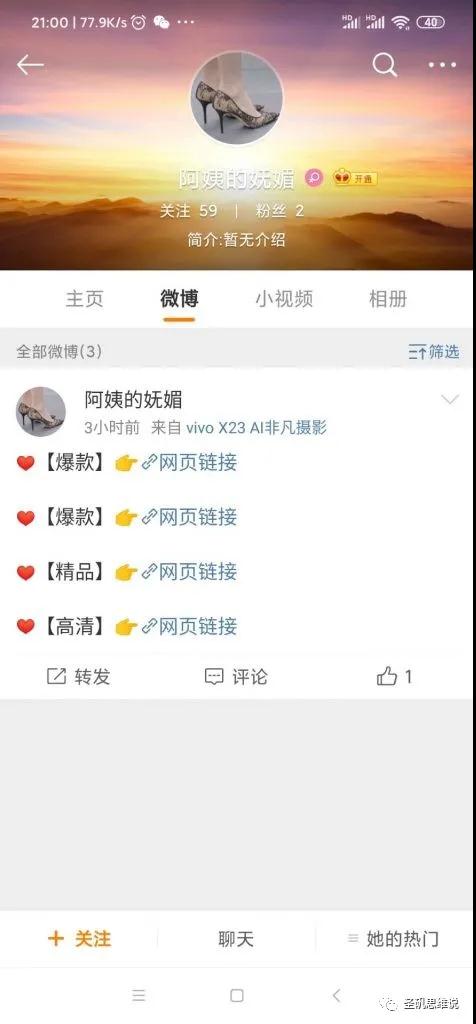 21:00 | 77.9K/s
HD HD 40
阿姨的妩媚 开通
关注 59 | 粉丝 2
简介:暂无介绍
主页 微博 小视频 相册
全部微博(3) 筛选
阿姨的妩媚
3小时前 来自 vivo X23 AI非凡摄影
【爆款】网页链接
【爆款】网页链接
【精品】网页链接
【高清】网页链接
转发 评论 1
+ 关注 聊天 她的热门
圣矾思维说